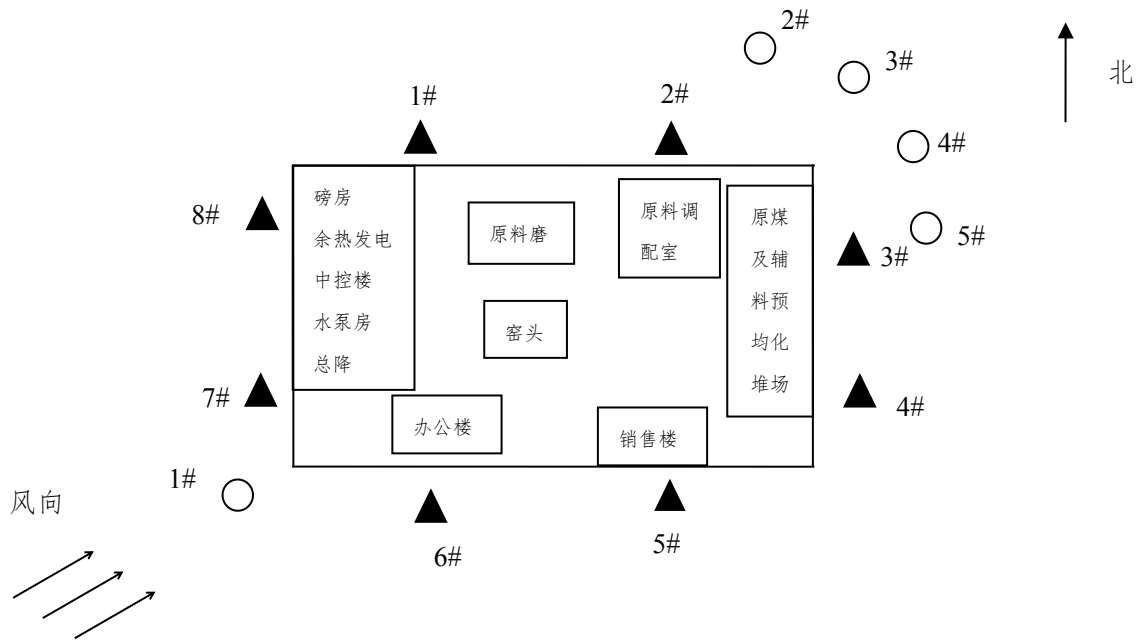 2#
3#
北
1#
2#
4#
8#
磅房
余热发电
中控楼
水泵房
总降
原料磨
原料调
配室
原煤
及辅
料预
均化
堆场
5#
3#
窑头
7#
4#
办公楼
销售楼
1#
风向
6#
5#